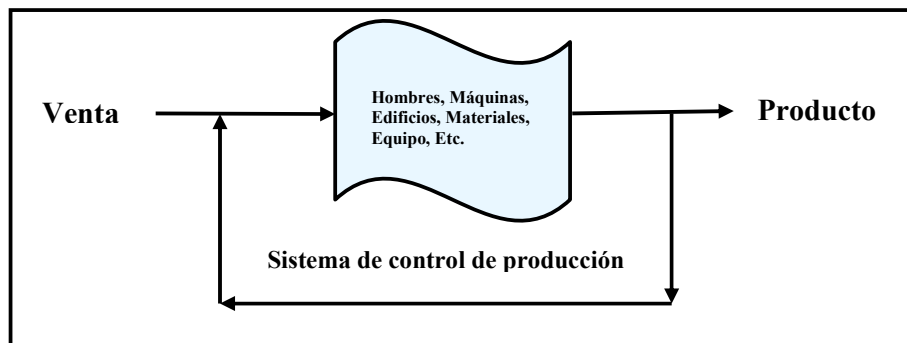 Venta
Hombres, Máquinas,
Edificios, Materiales,
Equipo, Etc.
Producto
Sistema de control de producción